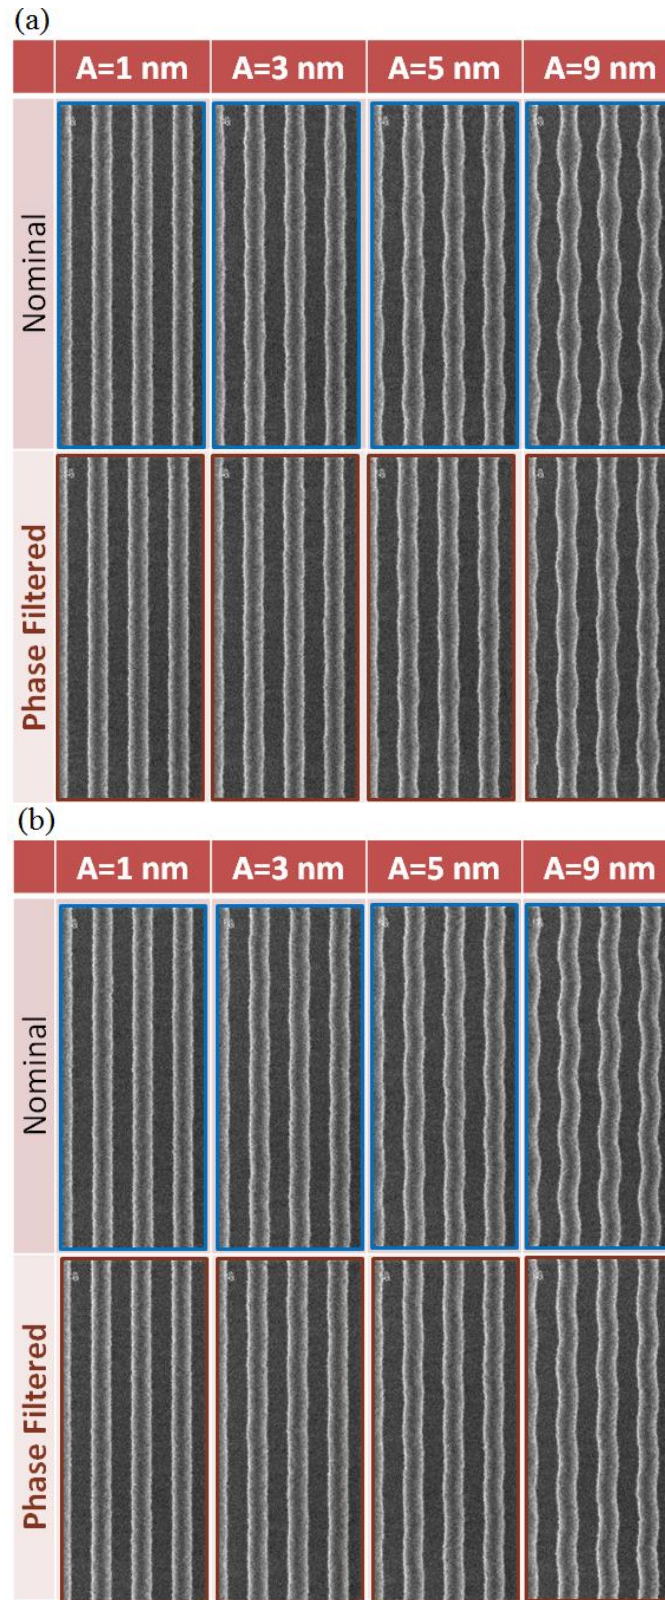 (a)
A=1 nm A=3 nm A=5 nm A=9 nm
Nominal
Phase Filtered
(b)
A=1 nm A=3 nm A=5 nm A=9 nm
Nominal
Phase Filtered